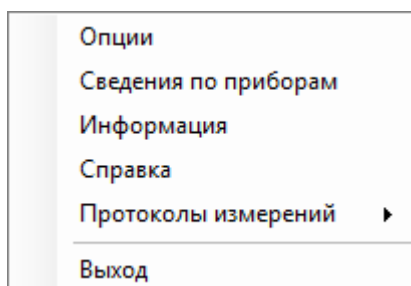 Опции
Сведения по приборам
Информация
Справка
Протоколы измерений
Выход